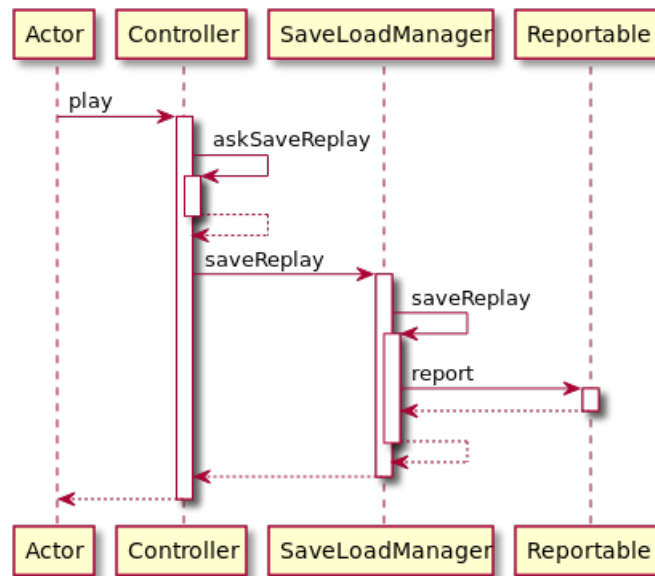 Actor Controller SaveLoadManager Reportable
play
askSaveReplay
saveReplay
saveReplay
report
Actor Controller SaveLoadManager Reportable